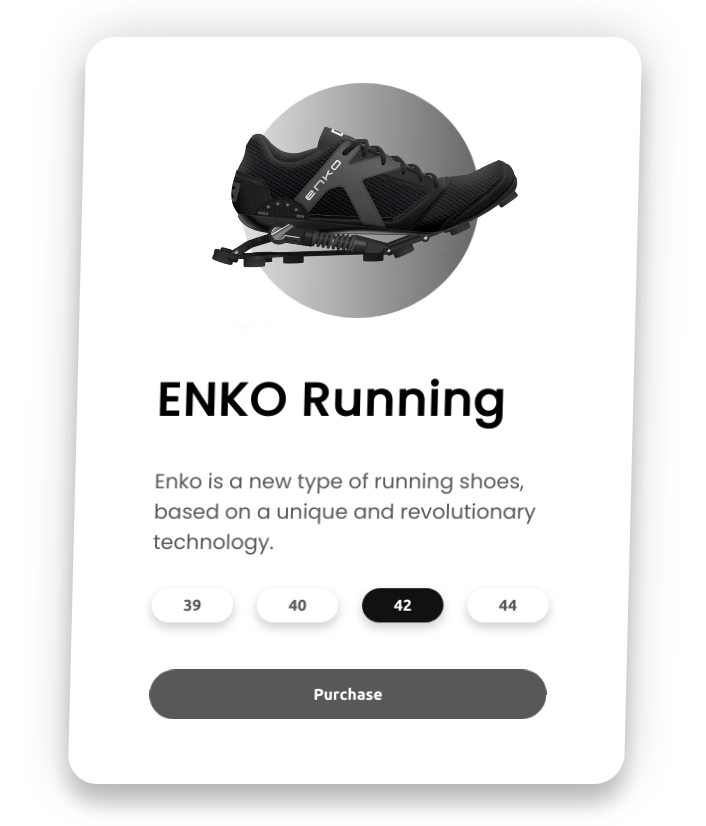 enko
ENKO Running
Enko is a new type of running shoes,
based on a unique and revolutionary
technology.
39 40 42 44
Purchase